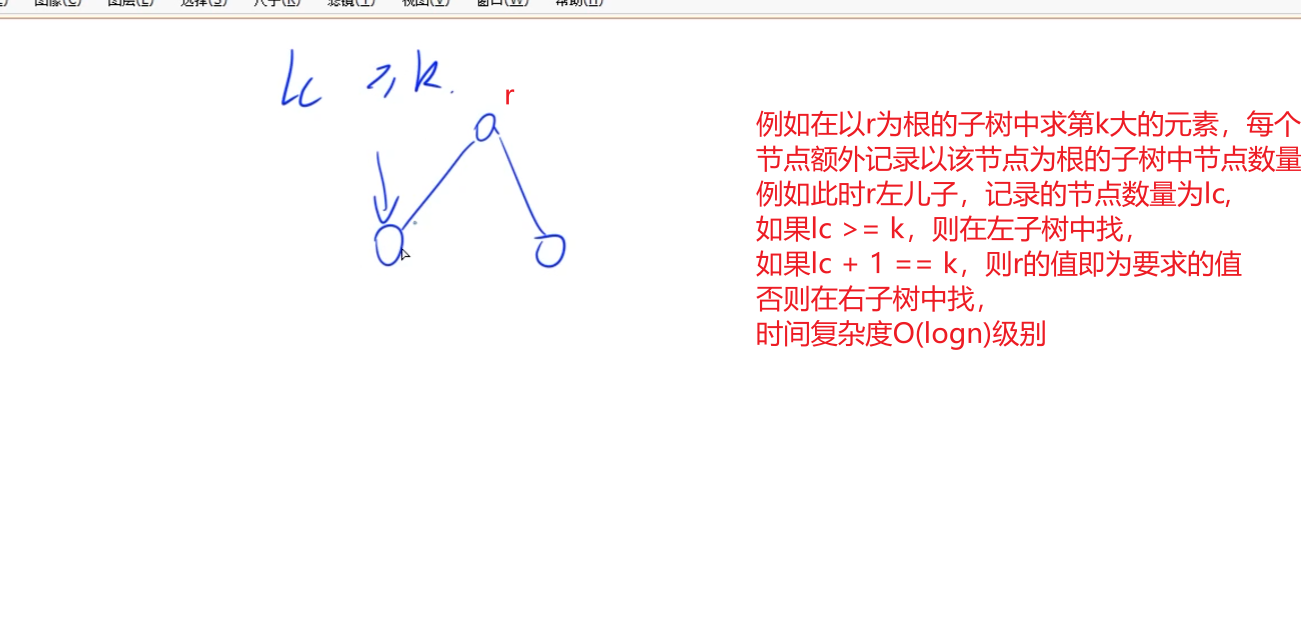 图像(C) 图层(L) 选择(S) 尺寸(R) 滤镜(T) 视图(V) 窗口(W) 帮助(H)
lc ≥ k.
r
例如在以r为根的子树中求第k大的元素，每个
节点额外记录以该节点为根的子树中节点数量
例如此时r左儿子，记录的节点数量为lc,
如果lc >= k，则在左子树中找，
如果lc + 1 == k，则r的值即为要求的值
否则在右子树中找，
时间复杂度O(logn)级别